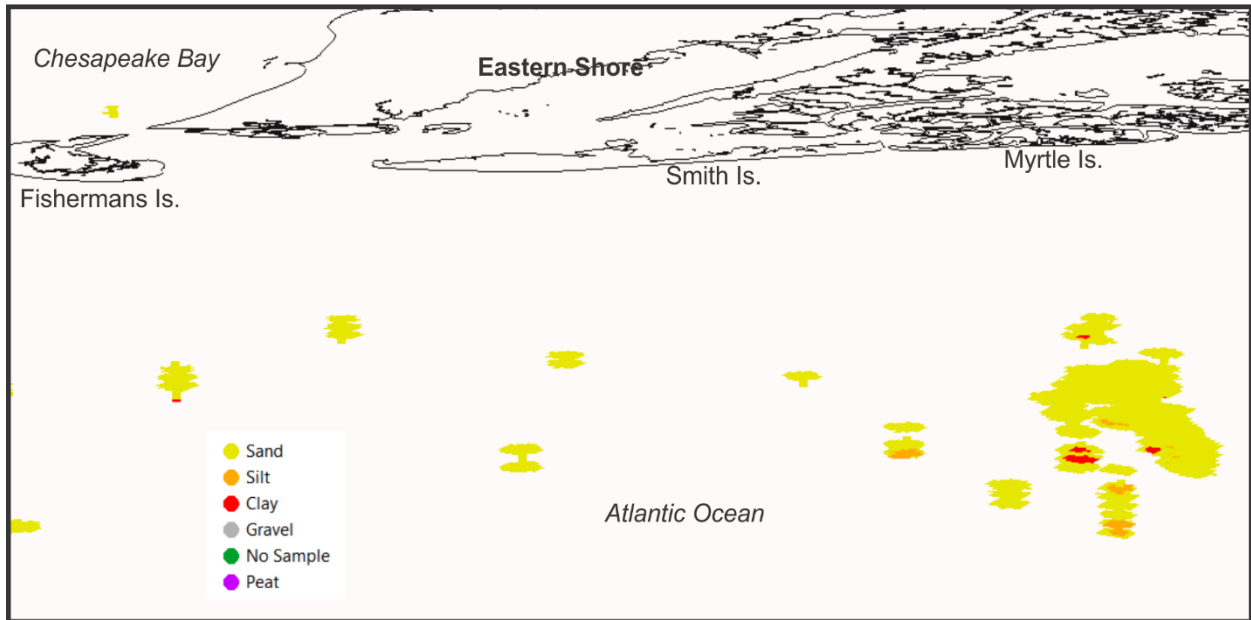 Chesapeake Bay
Eastern Shore
Fishermans Is.
Smith Is.
Myrtle Is.
Sand
Silt
Clay
Gravel
No Sample
Peat
Atlantic Ocean